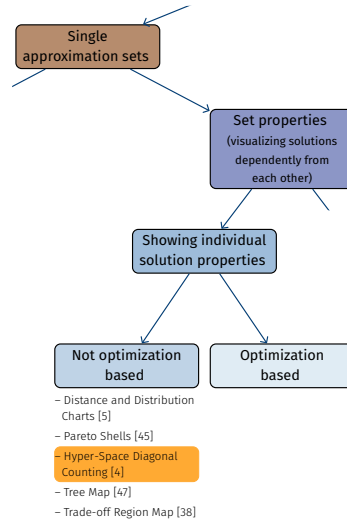 Single
approximation sets
Set properties
(visualizing solutions
dependently from
each other)
Showing individual
solution properties
Not optimization
based
Optimization
based
– Distance and Distribution
Charts [5]
– Pareto Shells [45]
– Hyper-Space Diagonal
Counting [4]
– Tree Map [47]
– Trade-off Region Map [38]